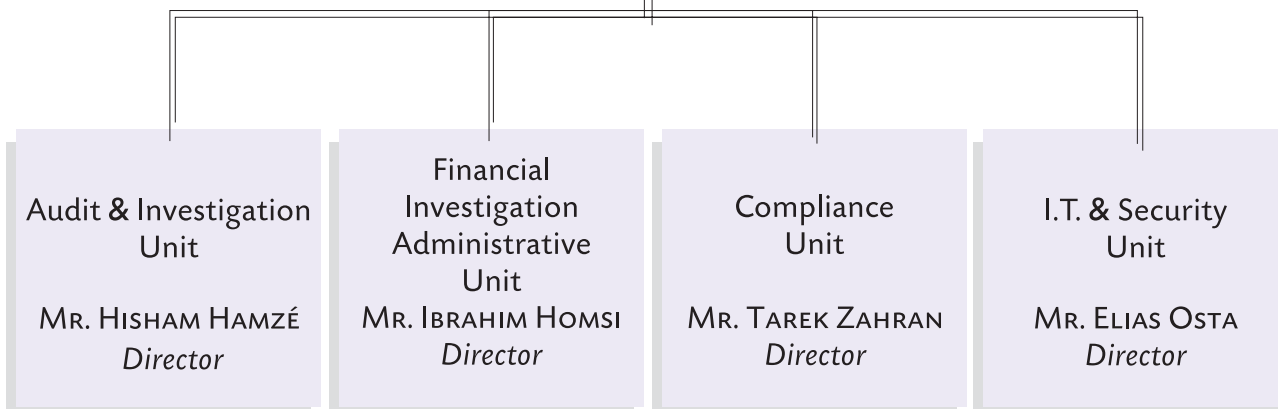 Audit & Investigation
Unit
Mr. Hisham Hamzé
Director
Financial
Investigation
Administrative
Unit
Mr. Ibrahim Homsi
Director
Compliance
Unit
Mr. Tarek Zahran
Director
I.T. & Security
Unit
Mr. Elias Osta
Director